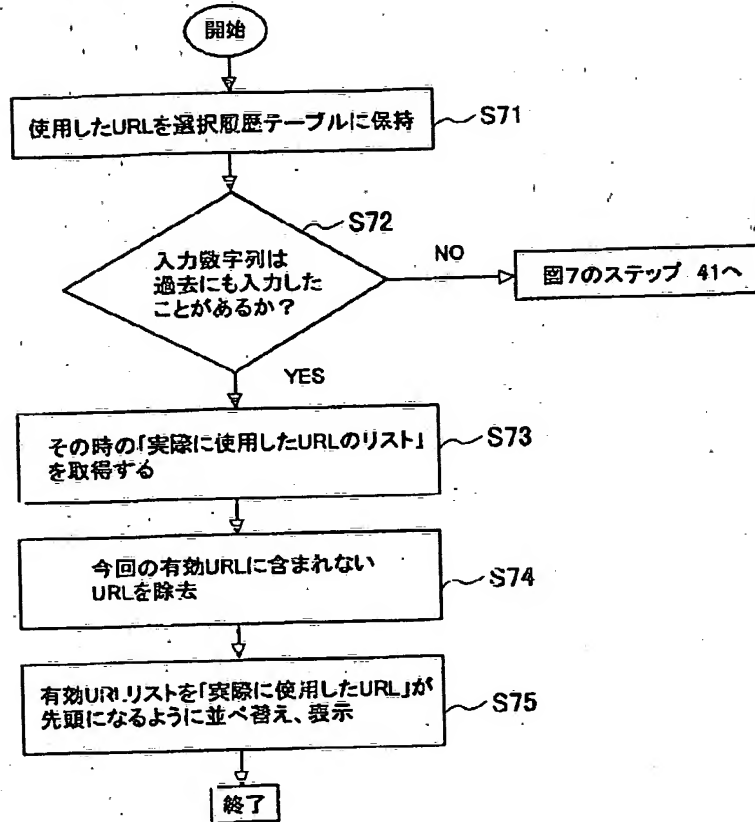 開始
使用したURLを選択履歴テーブルに保持
S71
S72
入力数字列は
過去にも入力した
ことがあるか？
NO
図7のステップ 41へ
YES
その時の「実際に使用したURLのリスト」
を取得する
S73
今回の有効URLに含まれない
URLを除去
S74
有効URLリストを「実際に使用したURL」が
先頭になるように並べ替え、表示
S75
終了